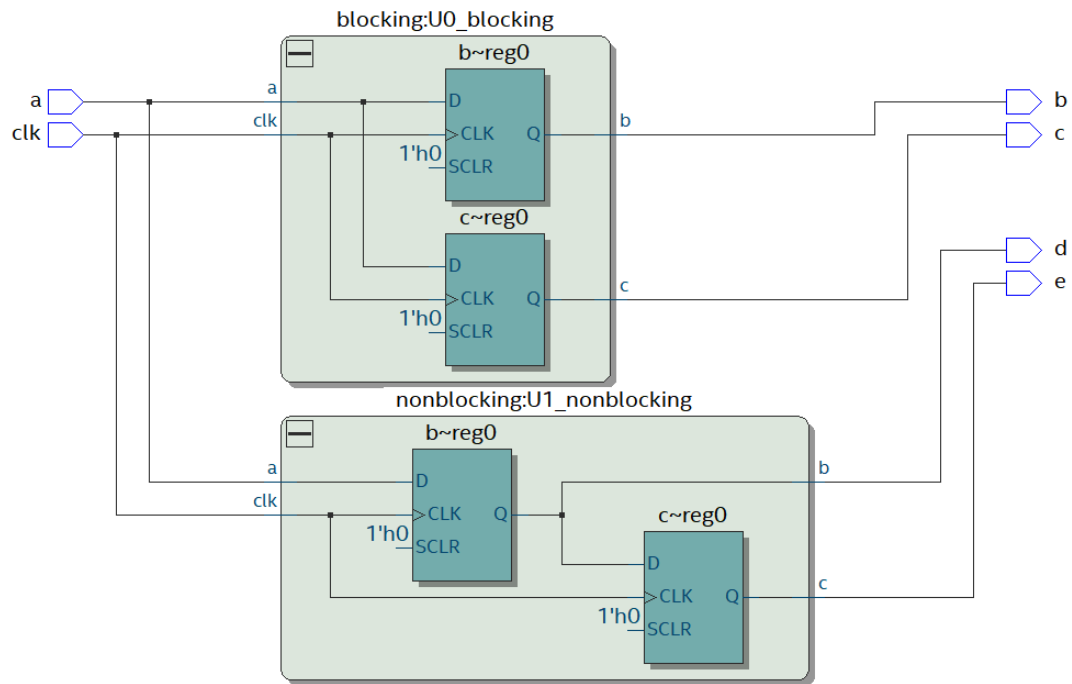 blocking:U0_blocking
b~reg0
a
a
D
b
clk
clk
CLK
Q
b
c
1'h0
SCLR
c~reg0
D
d
CLK
Q
c
e
1'h0
SCLR
nonblocking:U1_nonblocking
b~reg0
a
D
b
clk
CLK
Q
c~reg0
1'h0
SCLR
D
CLK
Q
c
1'h0
SCLR